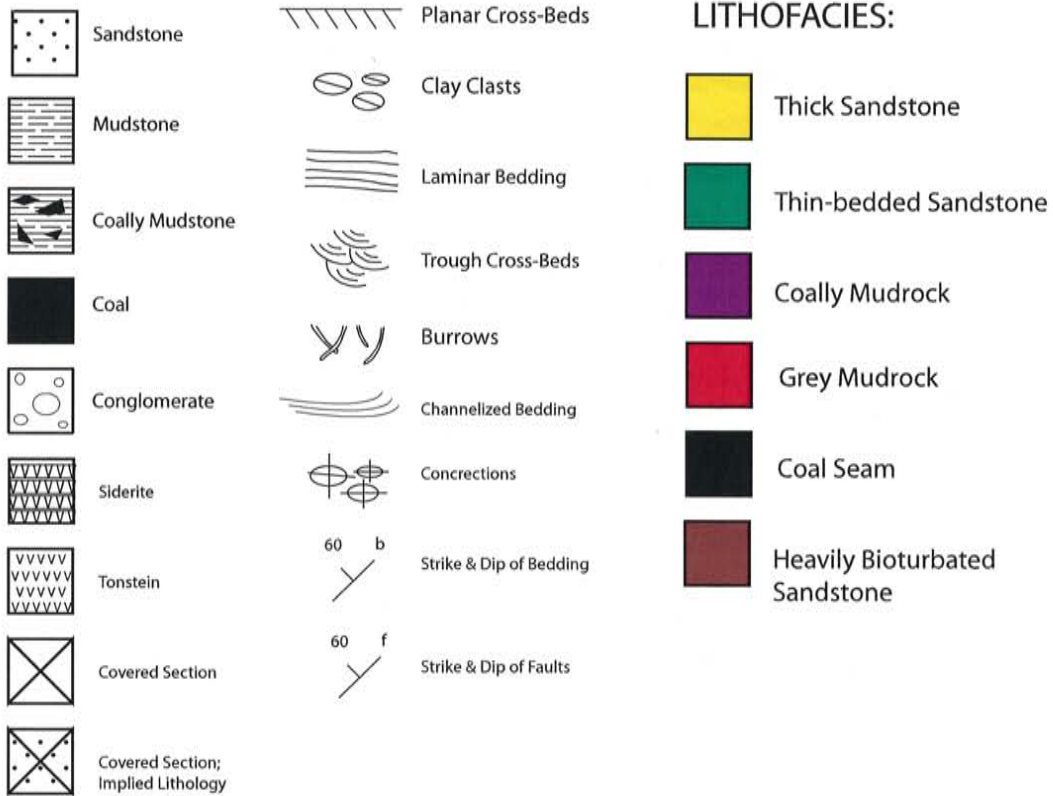 Sandstone
Mudstone
Coally Mudstone
Coal
Conglomerate
Siderite
Tonstein
Covered Section
Covered Section;
Implied Lithology
Planar Cross-Beds
Clay Clasts
Laminar Bedding
Trough Cross-Beds
Burrows
Channelized Bedding
Concrections
60 b
Strike & Dip of Bedding
60 f
Strike & Dip of Faults
LITHOFACIES:
Thick Sandstone
Thin-bedded Sandstone
Coally Mudrock
Grey Mudrock
Coal Seam
Heavily Bioturbated
Sandstone